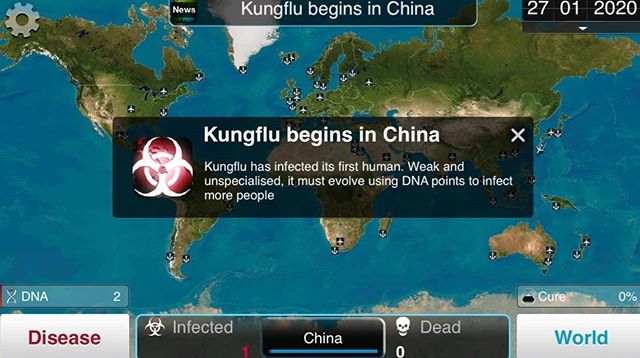 News
Kungflu begins in China
27 01 2020
Kungflu begins in China
Kungflu has infected its first human. Weak and
unspecialised, it must evolve using DNA points to infect
more people
DNA 2
Cure 0%
Disease
Infected
1
China
Dead
0
World